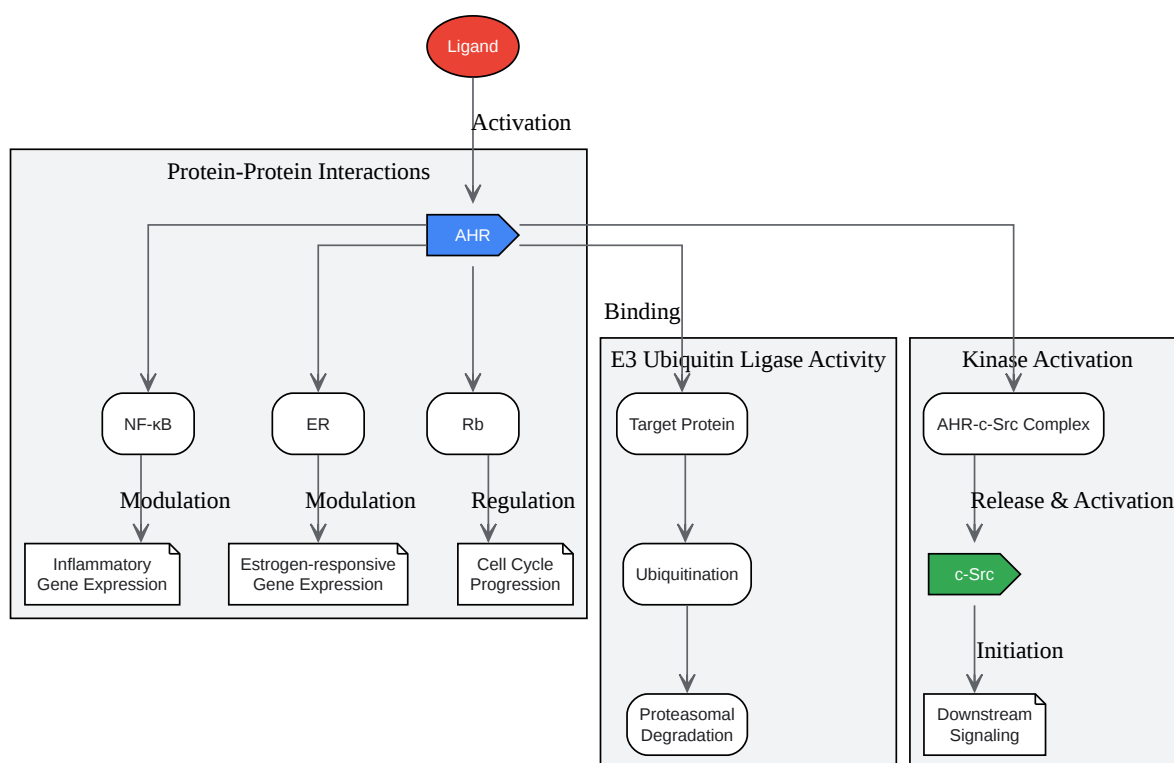 Ligand
Activation
Protein-Protein Interactions
AHR
Binding
E3 Ubiquitin Ligase Activity
Kinase Activation
NF-κB
ER
Rb
Target Protein
AHR-c-Src Complex
Modulation
Modulation
Regulation
Release & Activation
Inflammatory
Gene Expression
Estrogen-responsive
Gene Expression
Cell Cycle
Progression
Ubiquitination
c-Src
Initiation
Proteasomal
Degradation
Downstream
Signaling